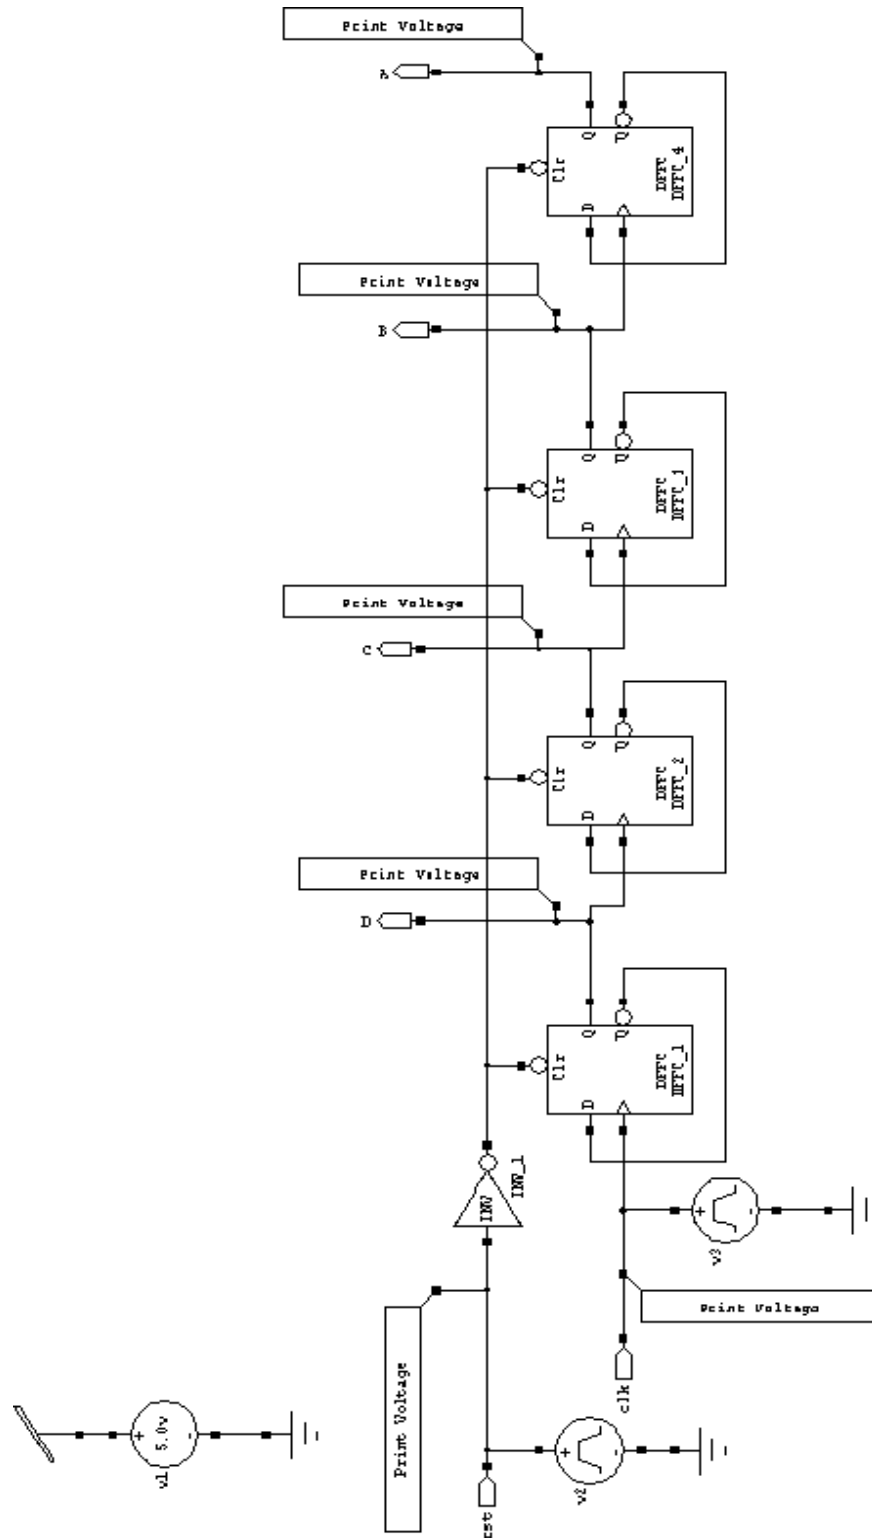 Print Voltage
A
Q
D
Clr
D
DFFC
DFFC_4
Print Voltage
B
Q
D
Clr
D
DFFC
Print Voltage
C
Q
D
Clr
D
DFFC
DFFC_2
Print Voltage
D
Q
D
Clr
D
DFFC
DFFC_1
INV
INV_1
+
-
v3
Print Voltage
Print Voltage
clk
+
5.0v
-
v1
+
-
v2
rst